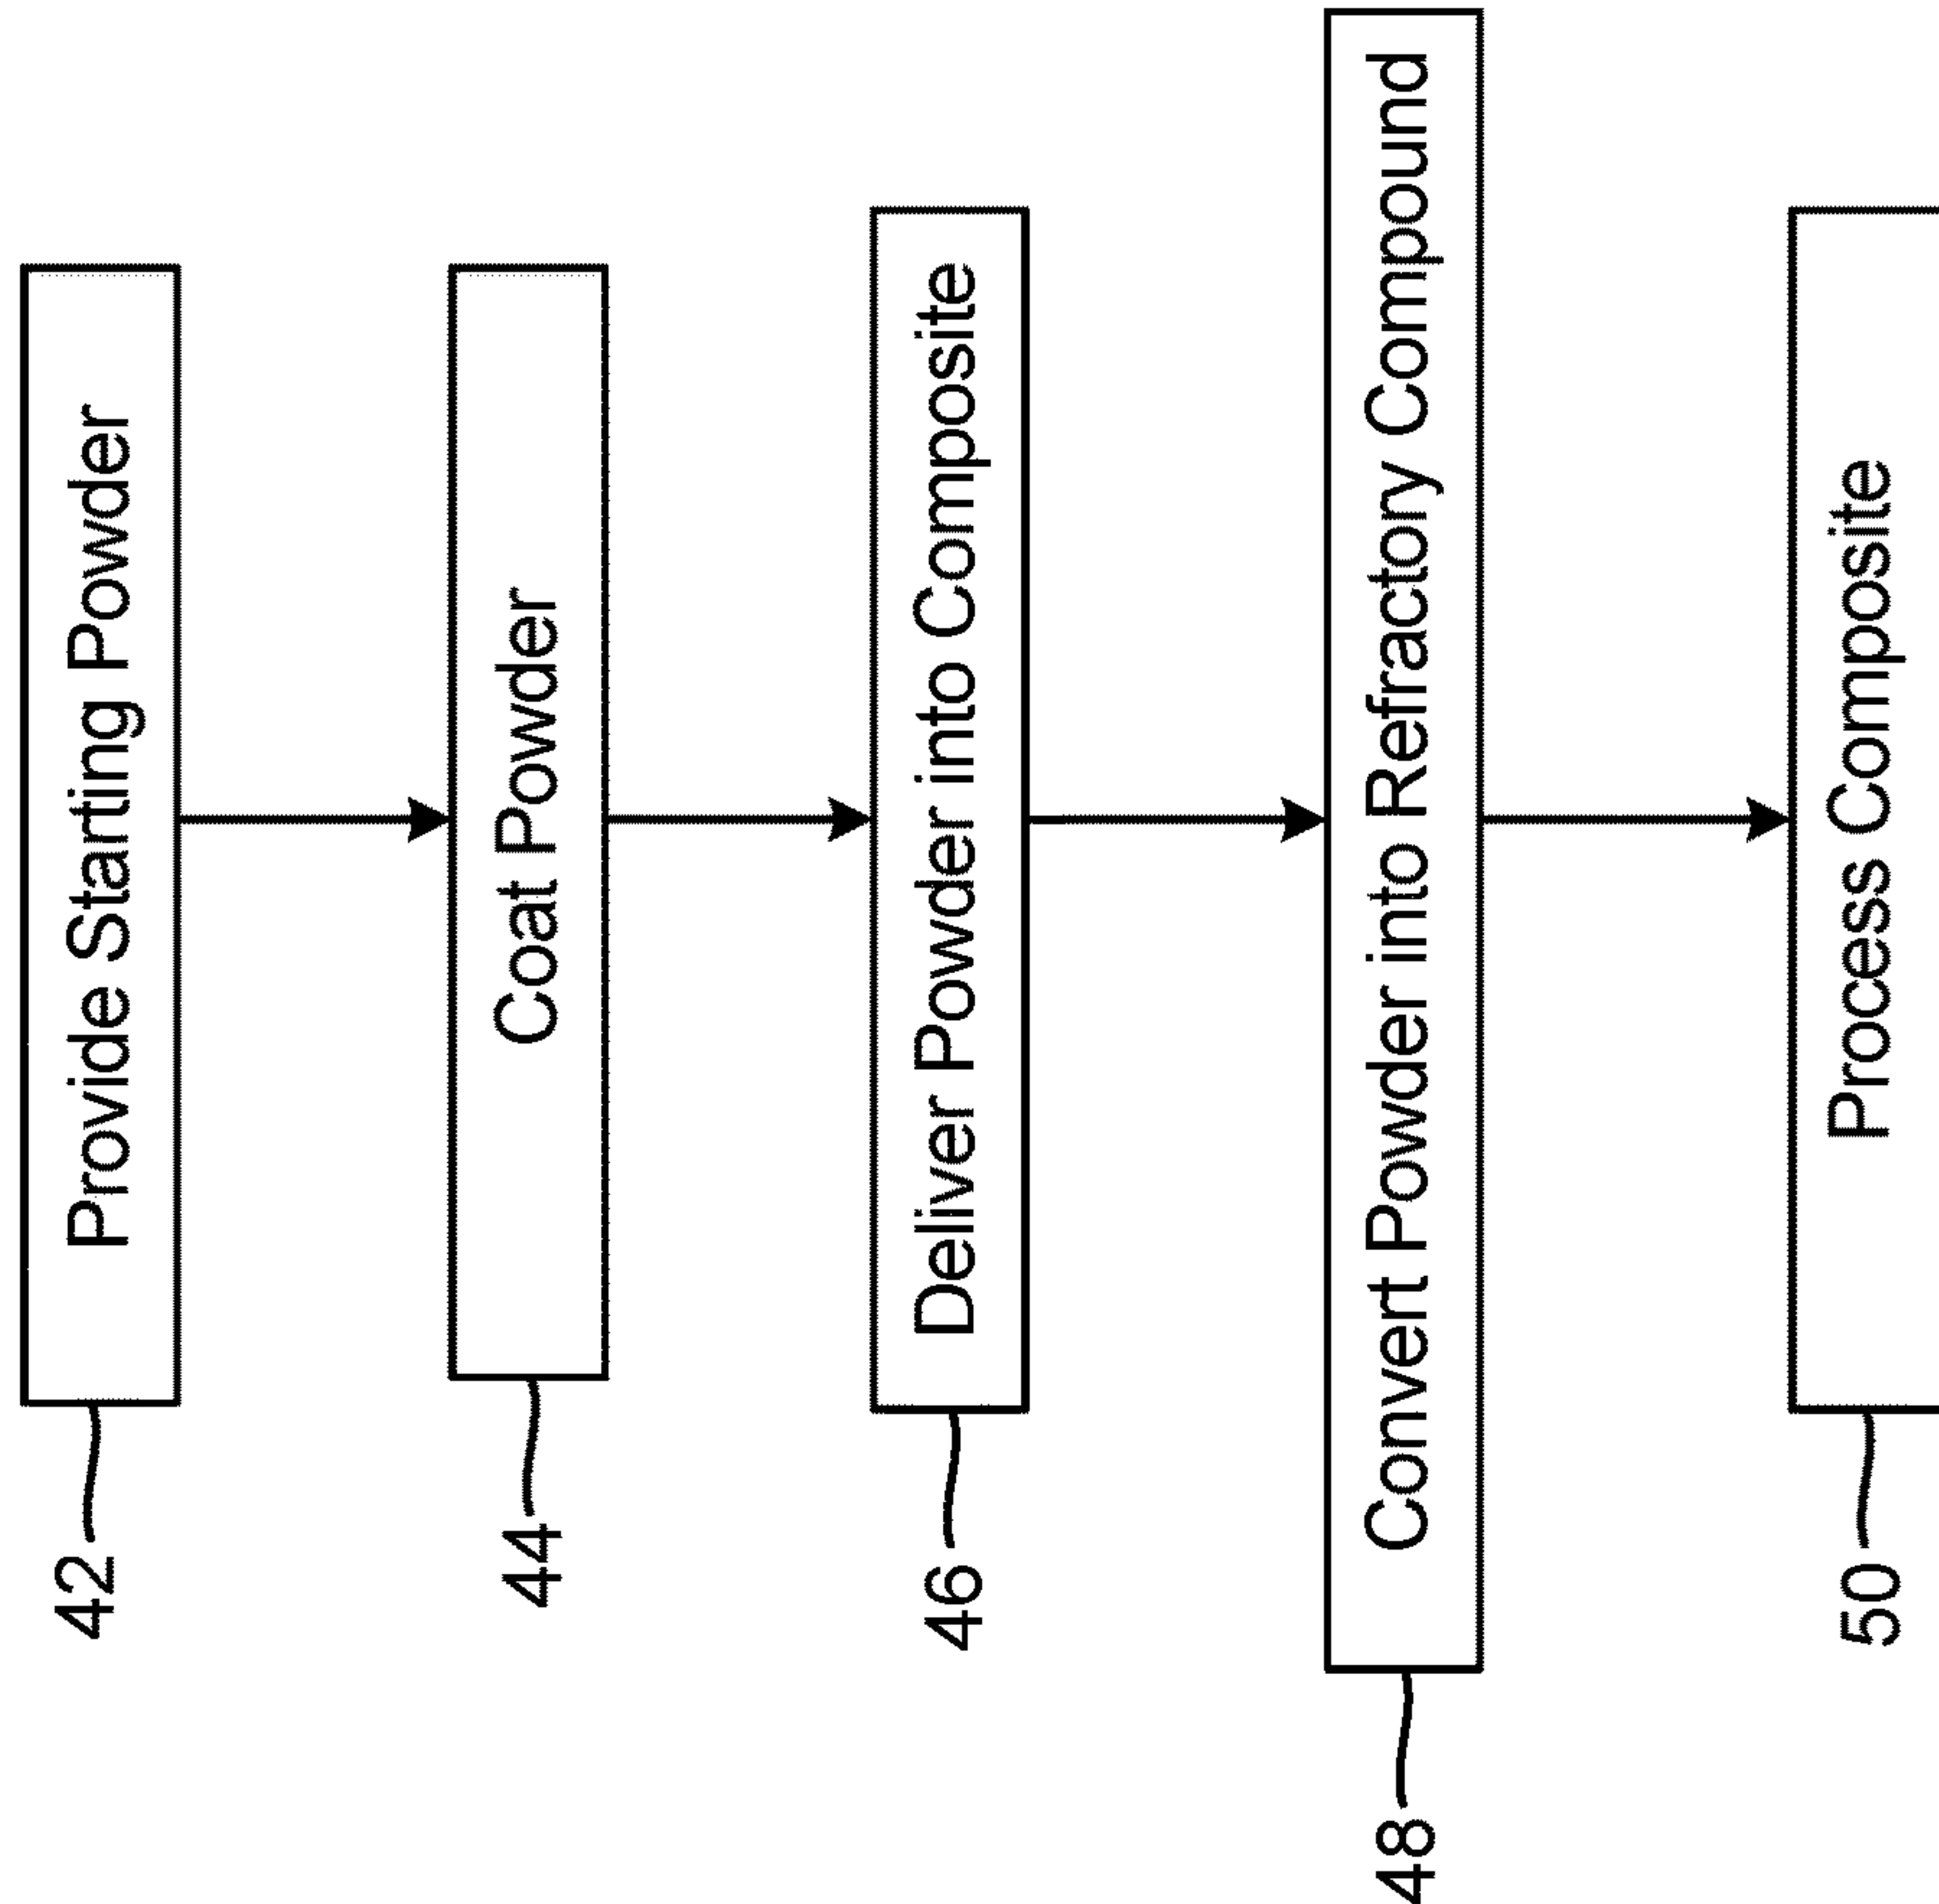 42
Provide Starting Powder
44
Coat Powder
46
Deliver Powder into Composite
48
Convert Powder into Refractory Compound
50
Process Composite